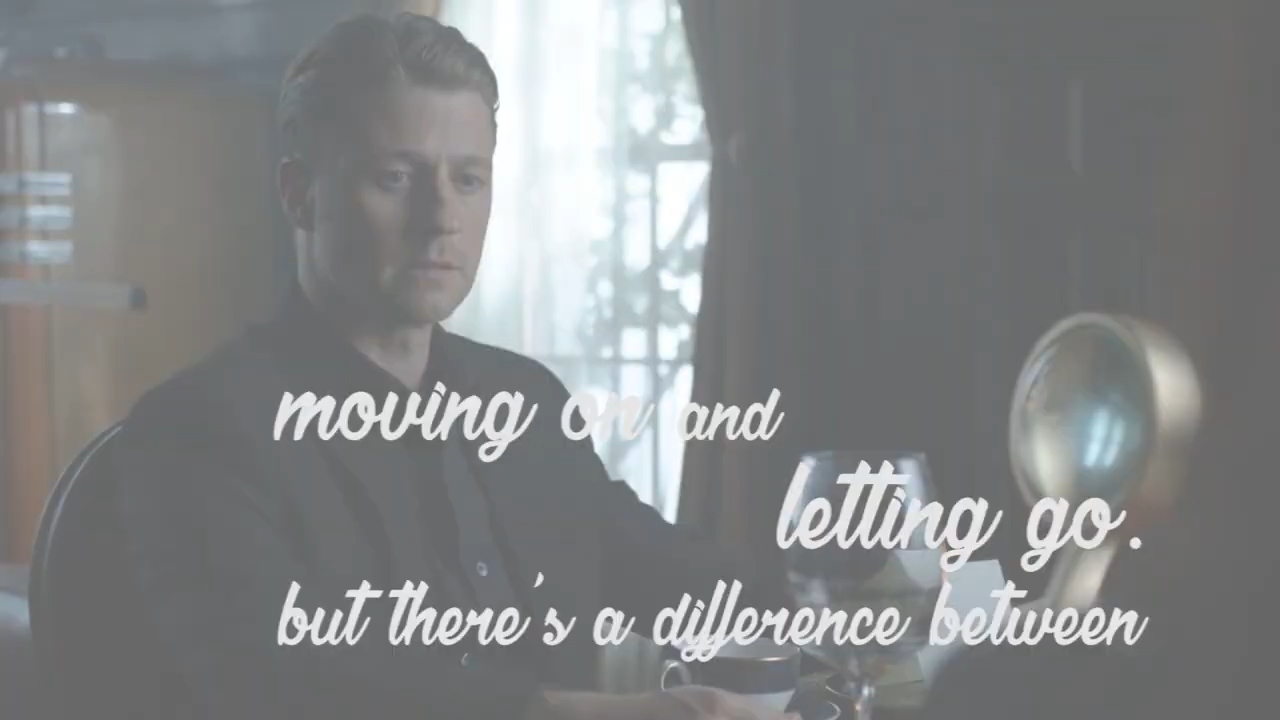 moving on and
letting go.
but there's a difference between